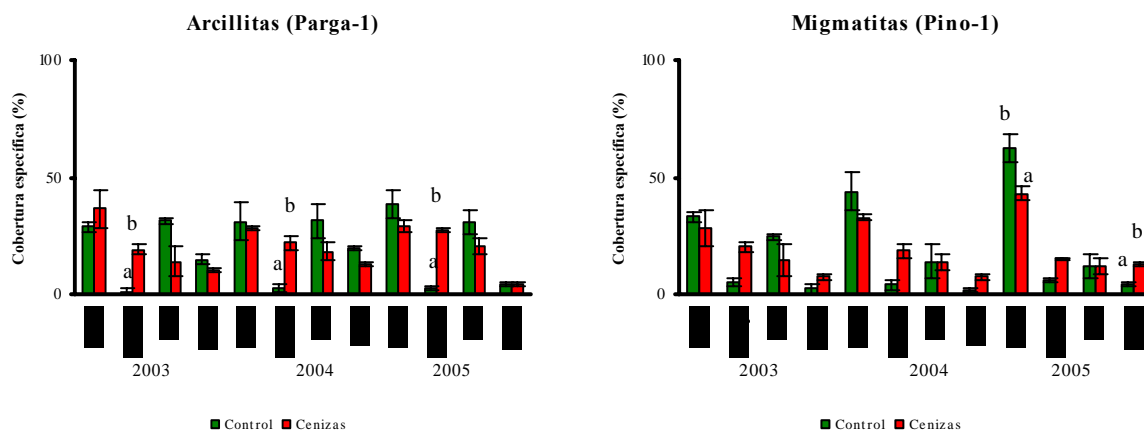 Arcillitas (Parga-1)
Cobertura específica (%)
100
50
0
b
a
b
a
b
a
2003
2004
2005
Control
Cenizas
Migmatitas (Pino-1)
Cobertura específica (%)
100
50
0
b
a
b
a
2003
2004
2005
Control
Cenizas